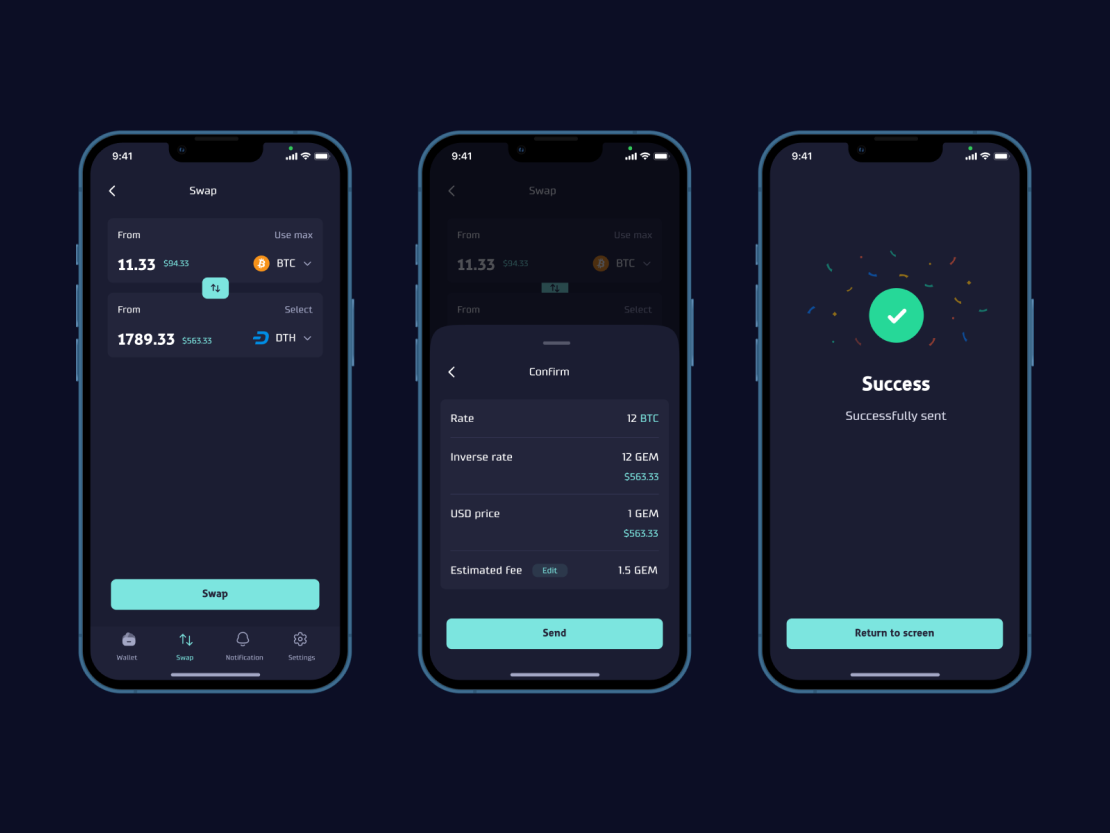 9:41
Swap
From Use max
11.33 $94.33 BTC
From Select
1789.33 $563.33 DTH
Swap
Wallet Swap Notification Settings
9:41
Swap
From Use max
11.33 $94.33 BTC
From Select
Confirm
Rate 12 BTC
Inverse rate 12 GEM
$563.33
USD price 1 GEM
$563.33
Estimated fee Edit 1.5 GEM
Send
9:41
Success
Successfully sent
Return to screen